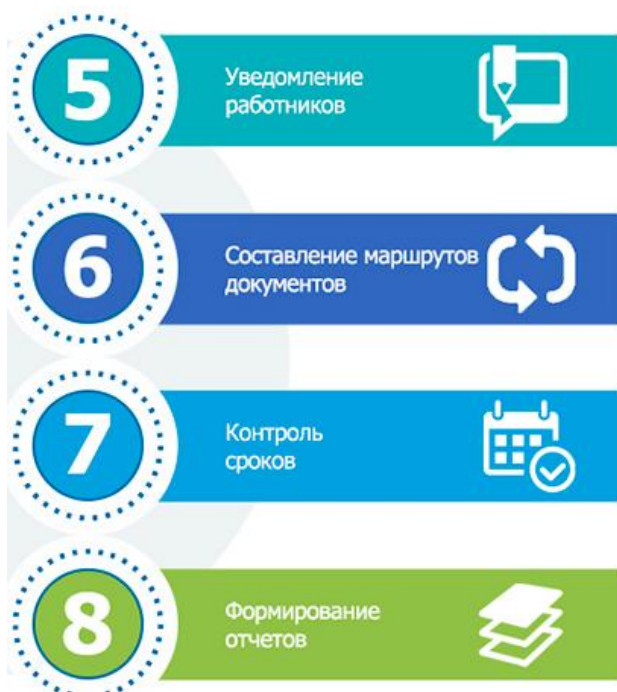 5
Уведомление
работников
6
Составление маршрутов
документов
7
Контроль
сроков
8
Формирование
отчетов